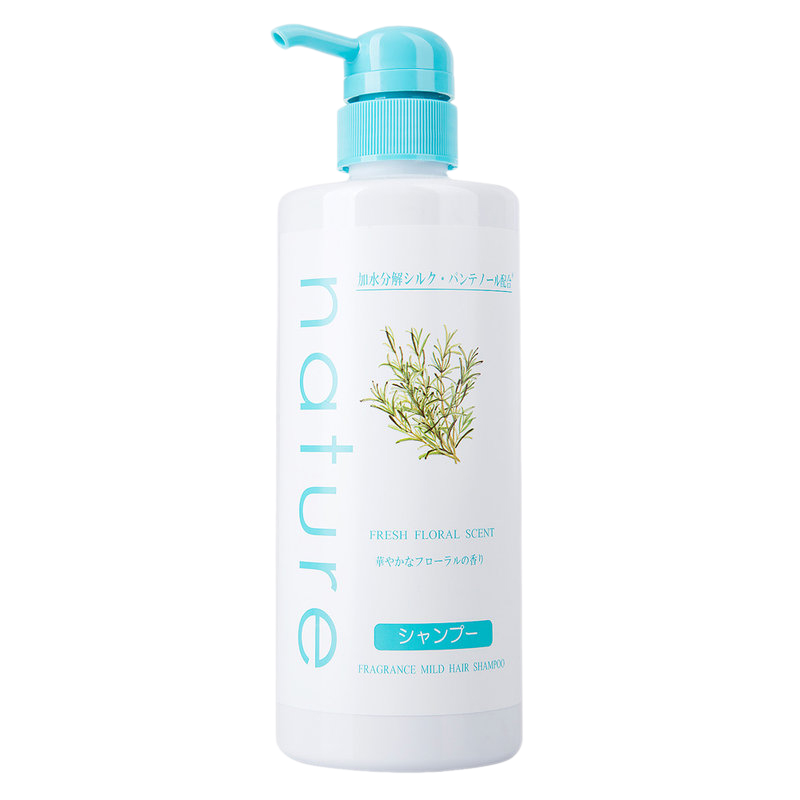 nature
加水分解シルク・パンテノール配合
FRESH FLORAL SCENT
華やかなフローラルの香り
シャンプー
FRAGRANCE MILD HAIR SHAMPOO